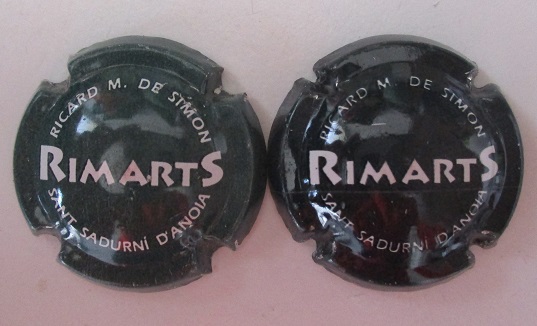 RICARD M. DE SIMON
RIMARTS
SANT SADURNÍ D'ANOIA
RICARD M. DE SIMON
RIMARTS
SANT SADURNÍ D'ANOIA